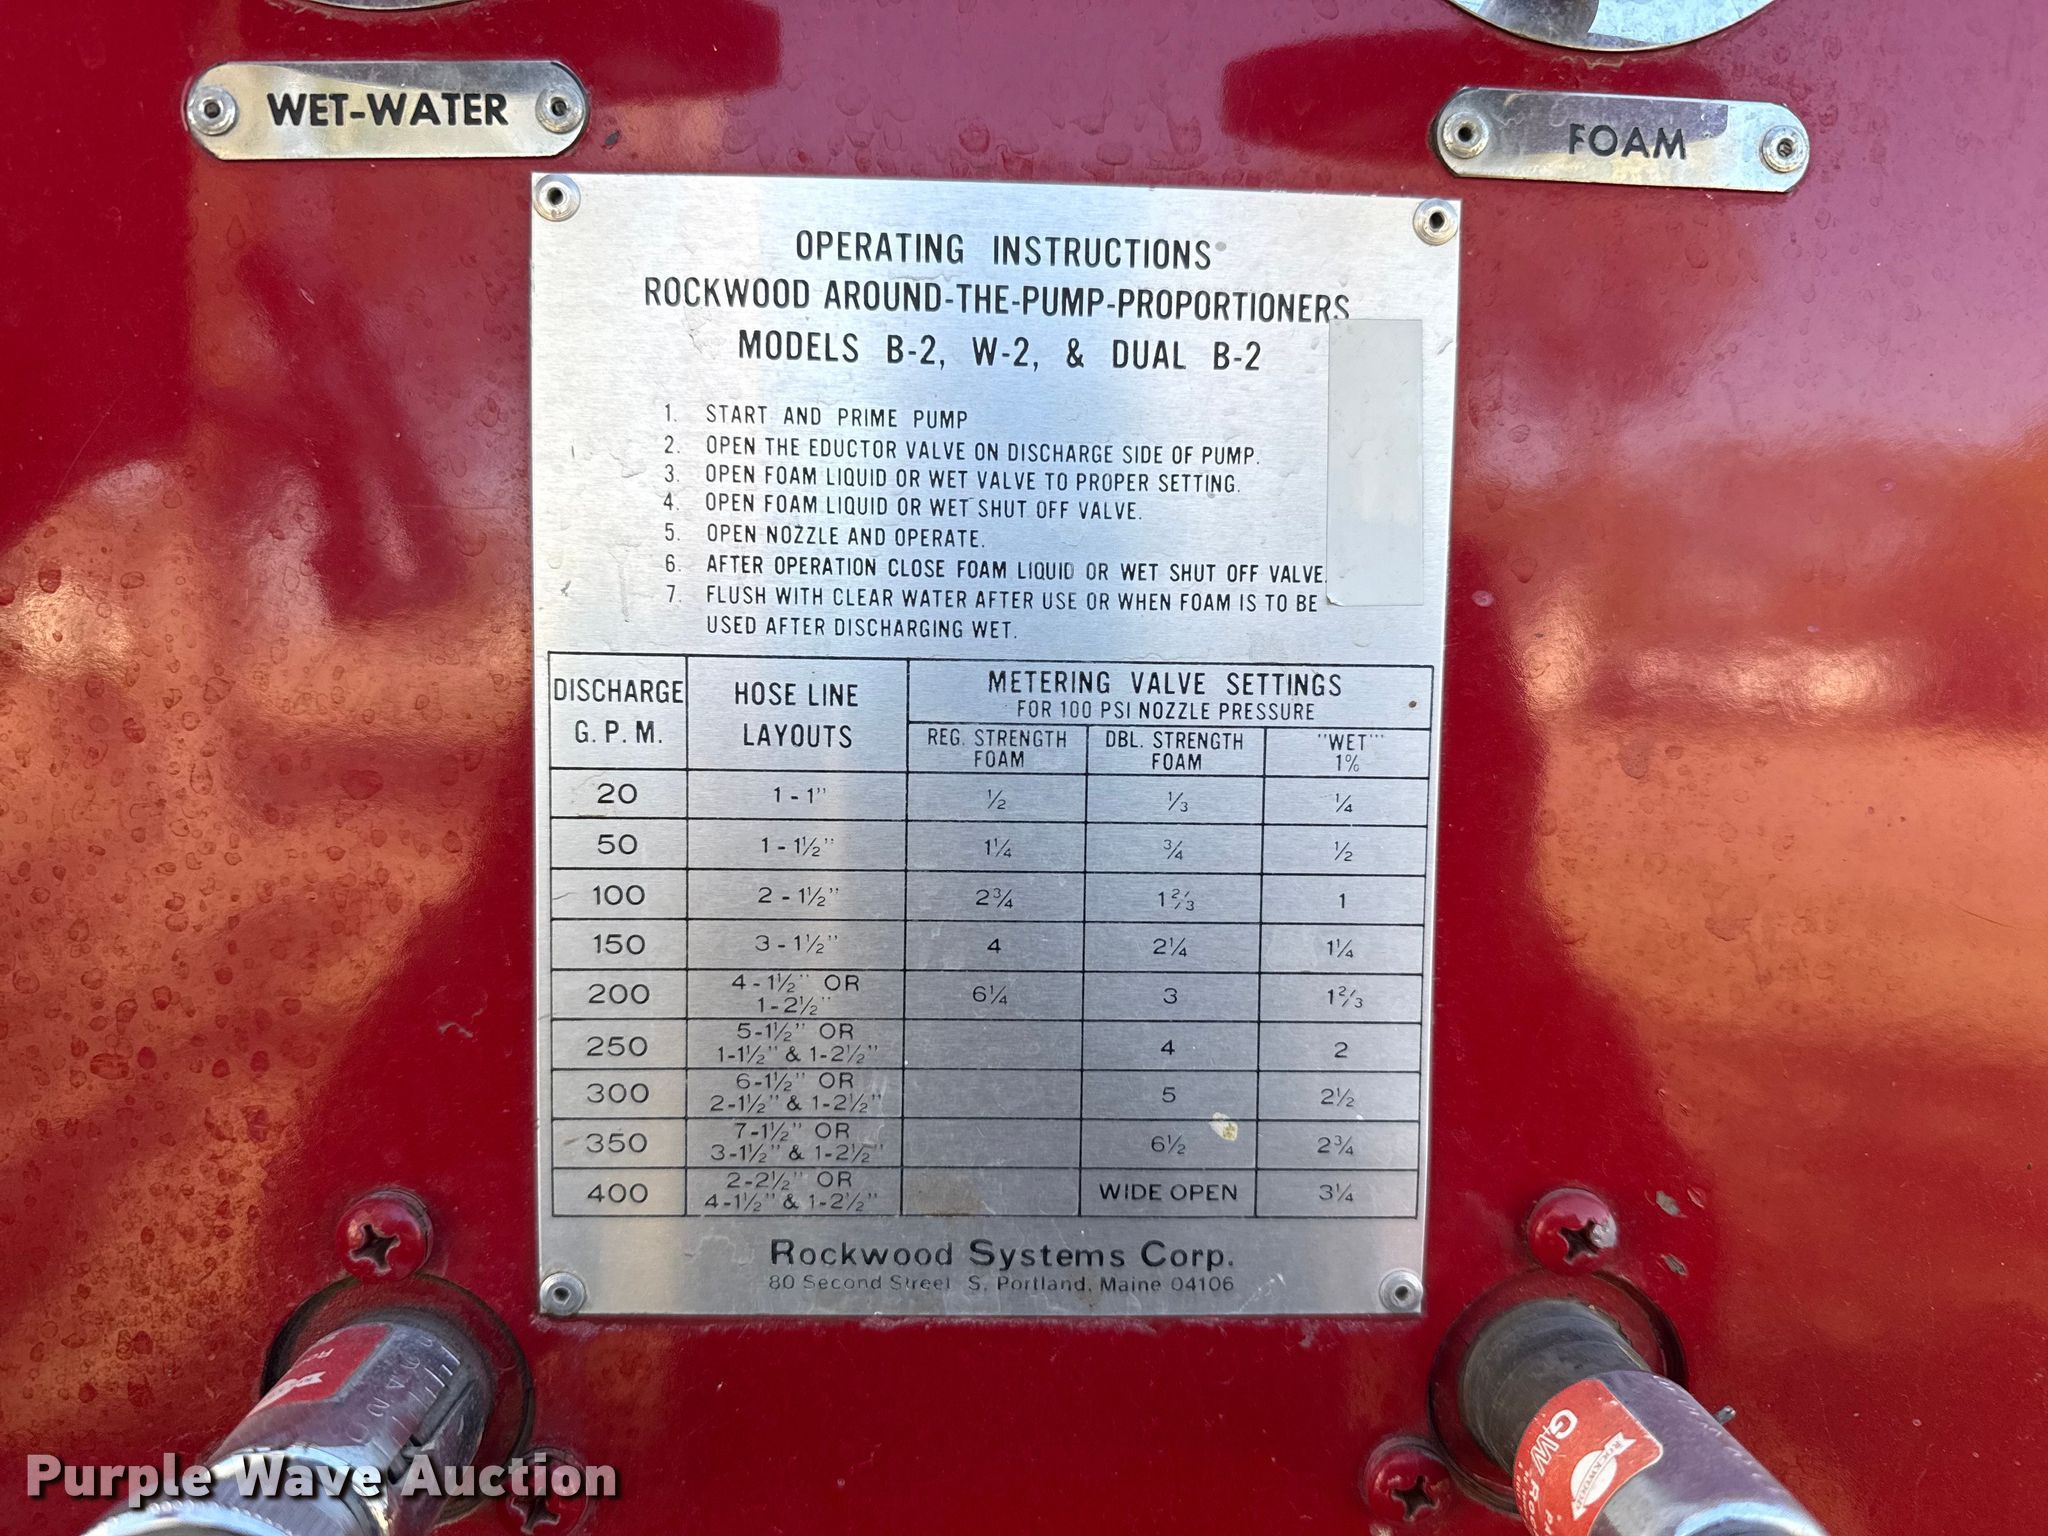 WET-WATER
FOAM
OPERATING INSTRUCTIONS
ROCKWOOD AROUND-THE-PUMP-PROPORTIONERS
MODELS B-2, W-2, & DUAL B-2
1. START AND PRIME PUMP
2. OPEN THE EDUCTOR VALVE ON DISCHARGE SIDE OF PUMP.
3. OPEN FOAM LIQUID OR WET VALVE TO PROPER SETTING.
4. OPEN FOAM LIQUID OR WET SHUT OFF VALVE.
5. OPEN NOZZLE AND OPERATE.
6. AFTER OPERATION CLOSE FOAM LIQUID OR WET SHUT OFF VALVE.
7. FLUSH WITH CLEAR WATER AFTER USE OR WHEN FOAM IS TO BE
USED AFTER DISCHARGING WET.
DISCHARGE
G. P. M.
HOSE LINE
LAYOUTS
METERING VALVE SETTINGS
FOR 100 PSI NOZZLE PRESSURE
REG. STRENGTH
FOAM
DBL. STRENGTH
FOAM
"WET"
1%
20 1 - 1" ½ ⅓ ¼
50 1 - 1½" 1¼ ¾ ½
100 2 - 1½" 2¾ 1⅔ 1
150 3 - 1½" 4 2¼ 1¼
200 4 - 1½" OR
1 - 2½" 6¼ 3 1⅔
250 5-1½" OR
1-1½" & 1-2½" 4 2
300 6-1½" OR
2-1½" & 1-2½" 5 2½
350 7-1½" OR
3-1½" & 1-2½" 6½ 2¾
400 2-2½" OR
4-1½" & 1-2½" WIDE OPEN 3¼
Rockwood Systems Corp.
80 Second Street S. Portland, Maine 04106
ROCKWOOD
GW
Purple Wave Auction